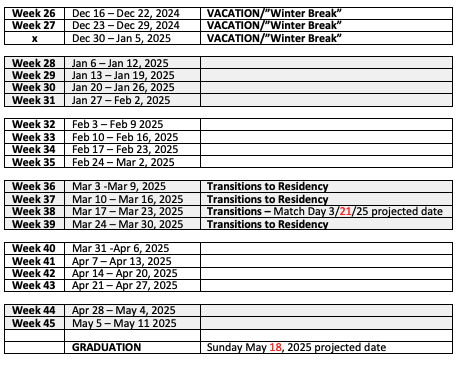 Week 26 Dec 16 – Dec 22, 2024 VACATION/”Winter Break”
Week 27 Dec 23 – Dec 29, 2024 VACATION/”Winter Break”
x Dec 30 – Jan 5, 2025 VACATION/”Winter Break”
Week 28 Jan 6 – Jan 12, 2025
Week 29 Jan 13 – Jan 19, 2025
Week 30 Jan 20 – Jan 26, 2025
Week 31 Jan 27 – Feb 2, 2025
Week 32 Feb 3 – Feb 9 2025
Week 33 Feb 10 – Feb 16, 2025
Week 34 Feb 17 – Feb 23, 2025
Week 35 Feb 24 – Mar 2, 2025
Week 36 Mar 3 -Mar 9, 2025 Transitions to Residency
Week 37 Mar 10 – Mar 16, 2025 Transitions to Residency
Week 38 Mar 17 – Mar 23, 2025 Transitions – Match Day 3/21/25 projected date
Week 39 Mar 24 – Mar 30, 2025 Transitions to Residency
Week 40 Mar 31 -Apr 6, 2025
Week 41 Apr 7 – Apr 13, 2025
Week 42 Apr 14 – Apr 20, 2025
Week 43 Apr 21 – Apr 27, 2025
Week 44 Apr 28 – May 4, 2025
Week 45 May 5 – May 11 2025
GRADUATION Sunday May 18, 2025 projected date